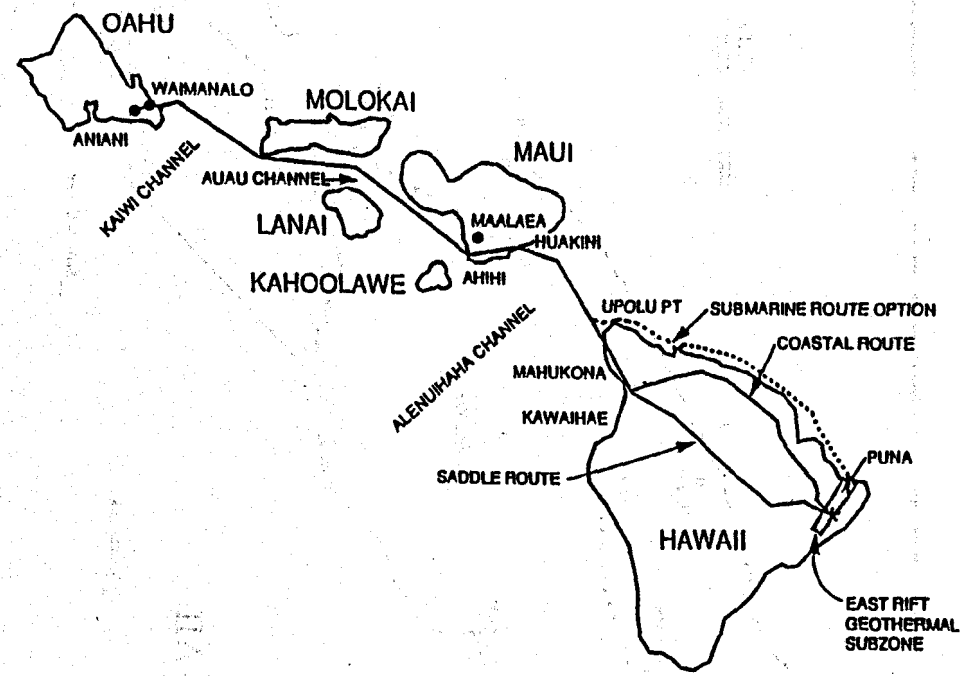 OAHU
WAIMANALO
ANIANI
KAIWI CHANNEL
MOLOKAI
AUAU CHANNEL
LANAI
MAUI
MAALAEA
HUAKINI
AHIHI
KAHOOLAWE
ALENUIHAHA CHANNEL
UPOLU PT
SUBMARINE ROUTE OPTION
COASTAL ROUTE
MAHUKONA
KAWAIHAE
SADDLE ROUTE
PUNA
HAWAII
EAST RIFT
GEOTHERMAL
SUBZONE